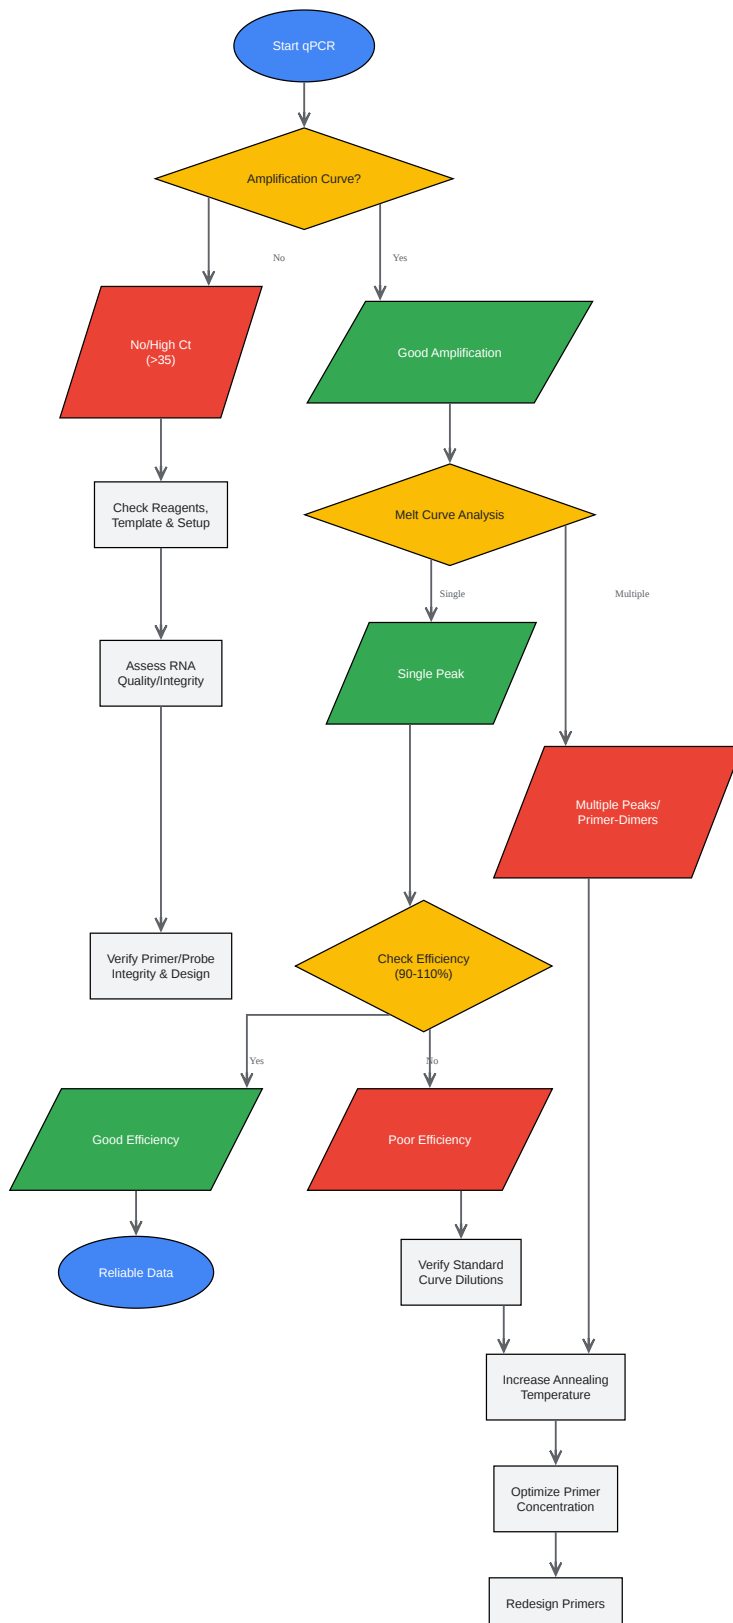 Start qPCR
Amplification Curve?
No
Yes
No/High Ct
(>35)
Good Amplification
Check Reagents,
Template & Setup
Melt Curve Analysis
Single
Multiple
Assess RNA
Quality/Integrity
Single Peak
Multiple Peaks/
Primer-Dimers
Verify Primer/Probe
Integrity & Design
Check Efficiency
(90-110%)
Yes
No
Good Efficiency
Poor Efficiency
Reliable Data
Verify Standard
Curve Dilutions
Increase Annealing
Temperature
Optimize Primer
Concentration
Redesign Primers